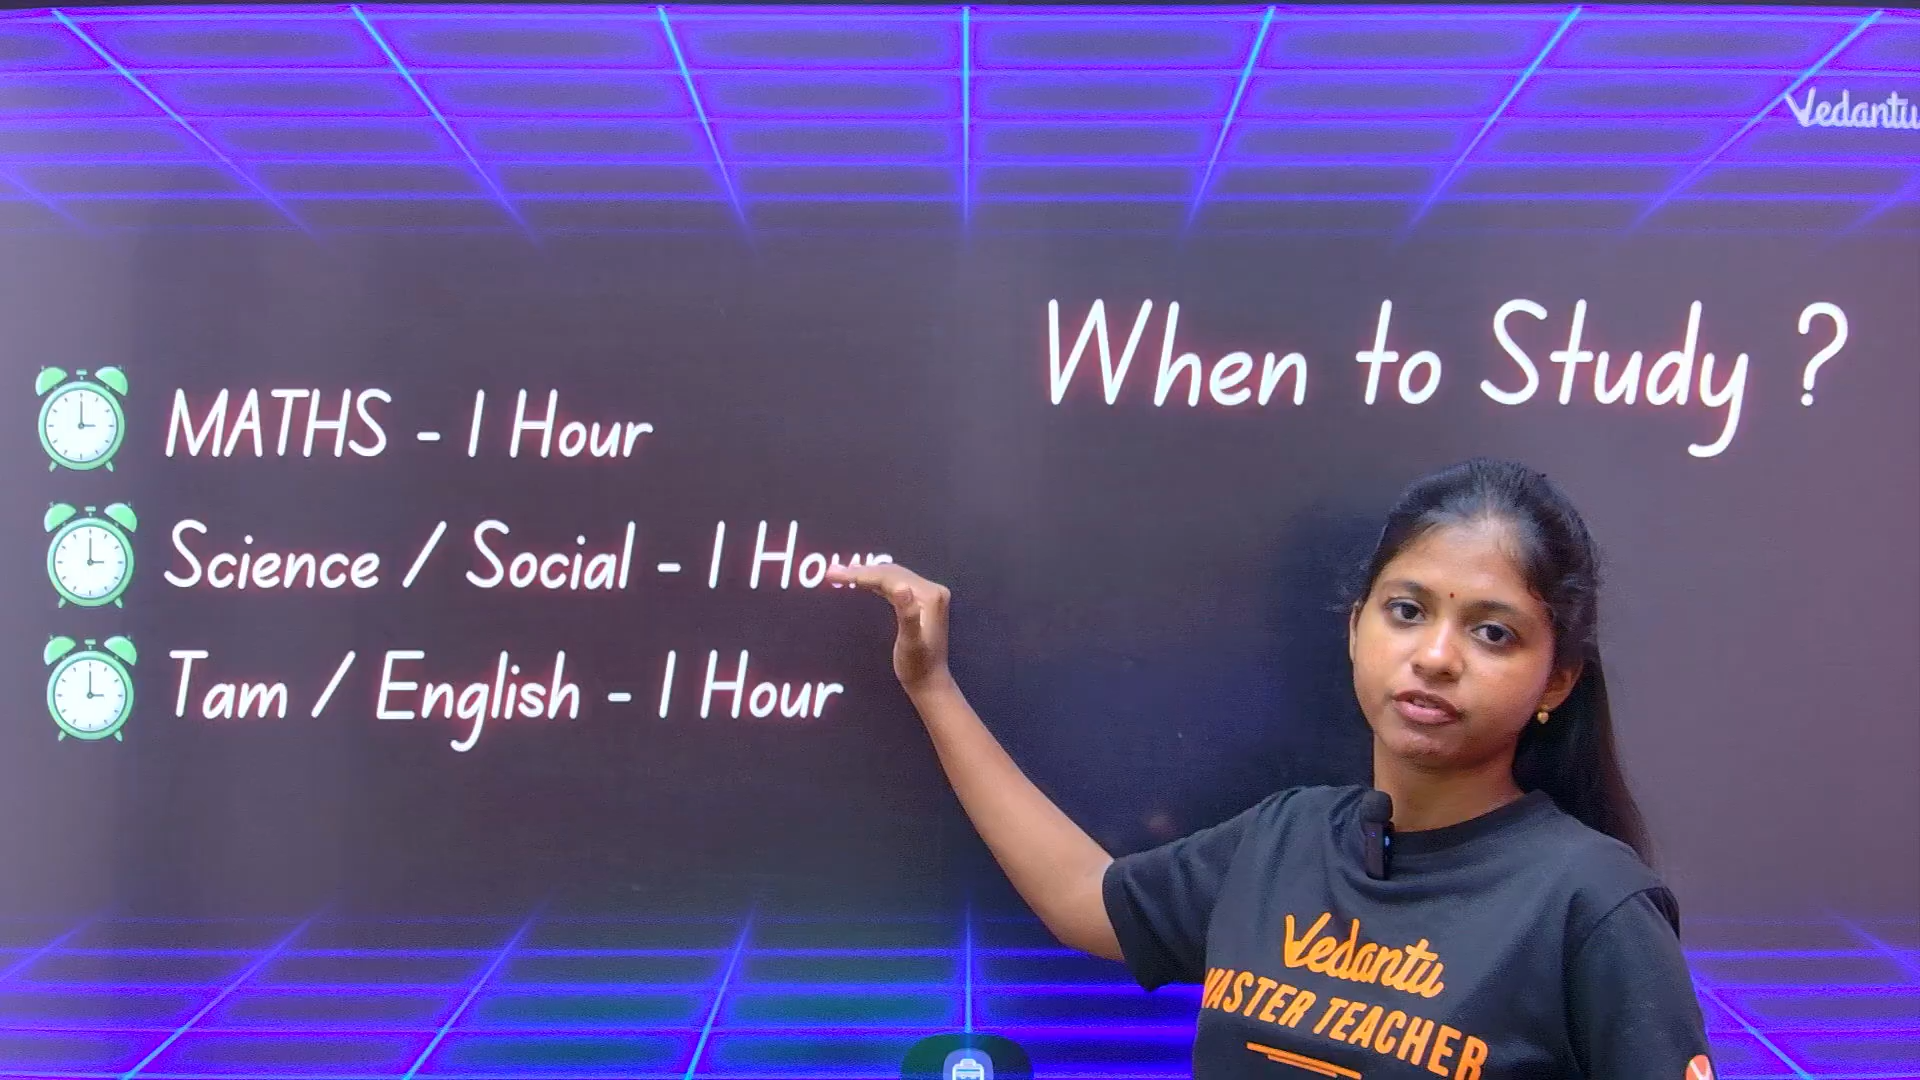 Vedantu
When to Study ?
MATHS - 1 Hour
Science / Social - 1 Hour
Tam / English - 1 Hour
Vedantu
MASTER TEACHER